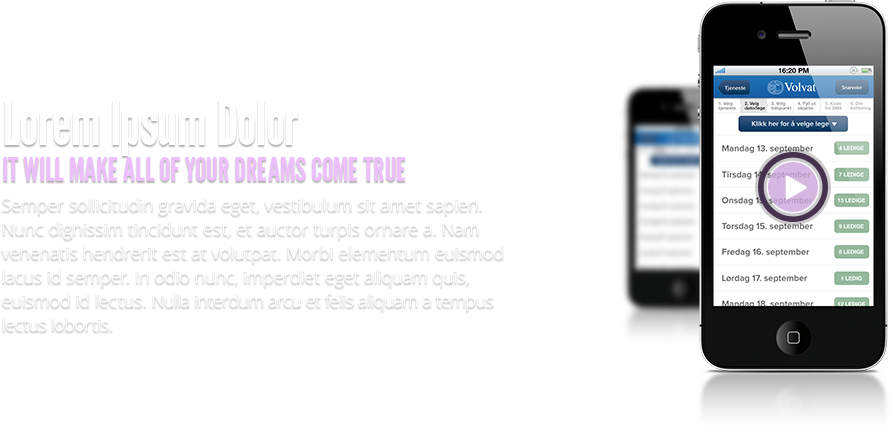 Lorem Ipsum Dolor
IT WILL MAKE ALL OF YOUR DREAMS COME TRUE
Semper sollicitudin gravida eget, vestibulum sit amet sapien.
Nunc dignissim tincidunt est, et auctor turpis ornare a. Nam
venenatis hendrerit est at volutpat. Morbi elementum euismod
lacus id semper. In odio nunc, imperdiet eget aliquam quis,
euismod id lectus. Nulla interdum arcu et felis aliquam a tempus
lectus lobortis.
16:20 PM
Tjeneste Volvat Snarveier
1. Velg 2. Velg 3. Velg 4. Fyll ut 5. Kode 6. Din
tjeneste dato/lege tidspunkt skjema fra SMS
Klikk her for å velge lege
Mandag 13. september 4 LEDIGE
Tirsdag 14. september 7 LEDIGE
Onsdag 15. september 13 LEDIGE
Torsdag 15. september 9 LEDIGE
Fredag 16. september 8 LEDIGE
Lørdag 17. september 1 LEDIG
Mandag 18. september 12 LEDIGE